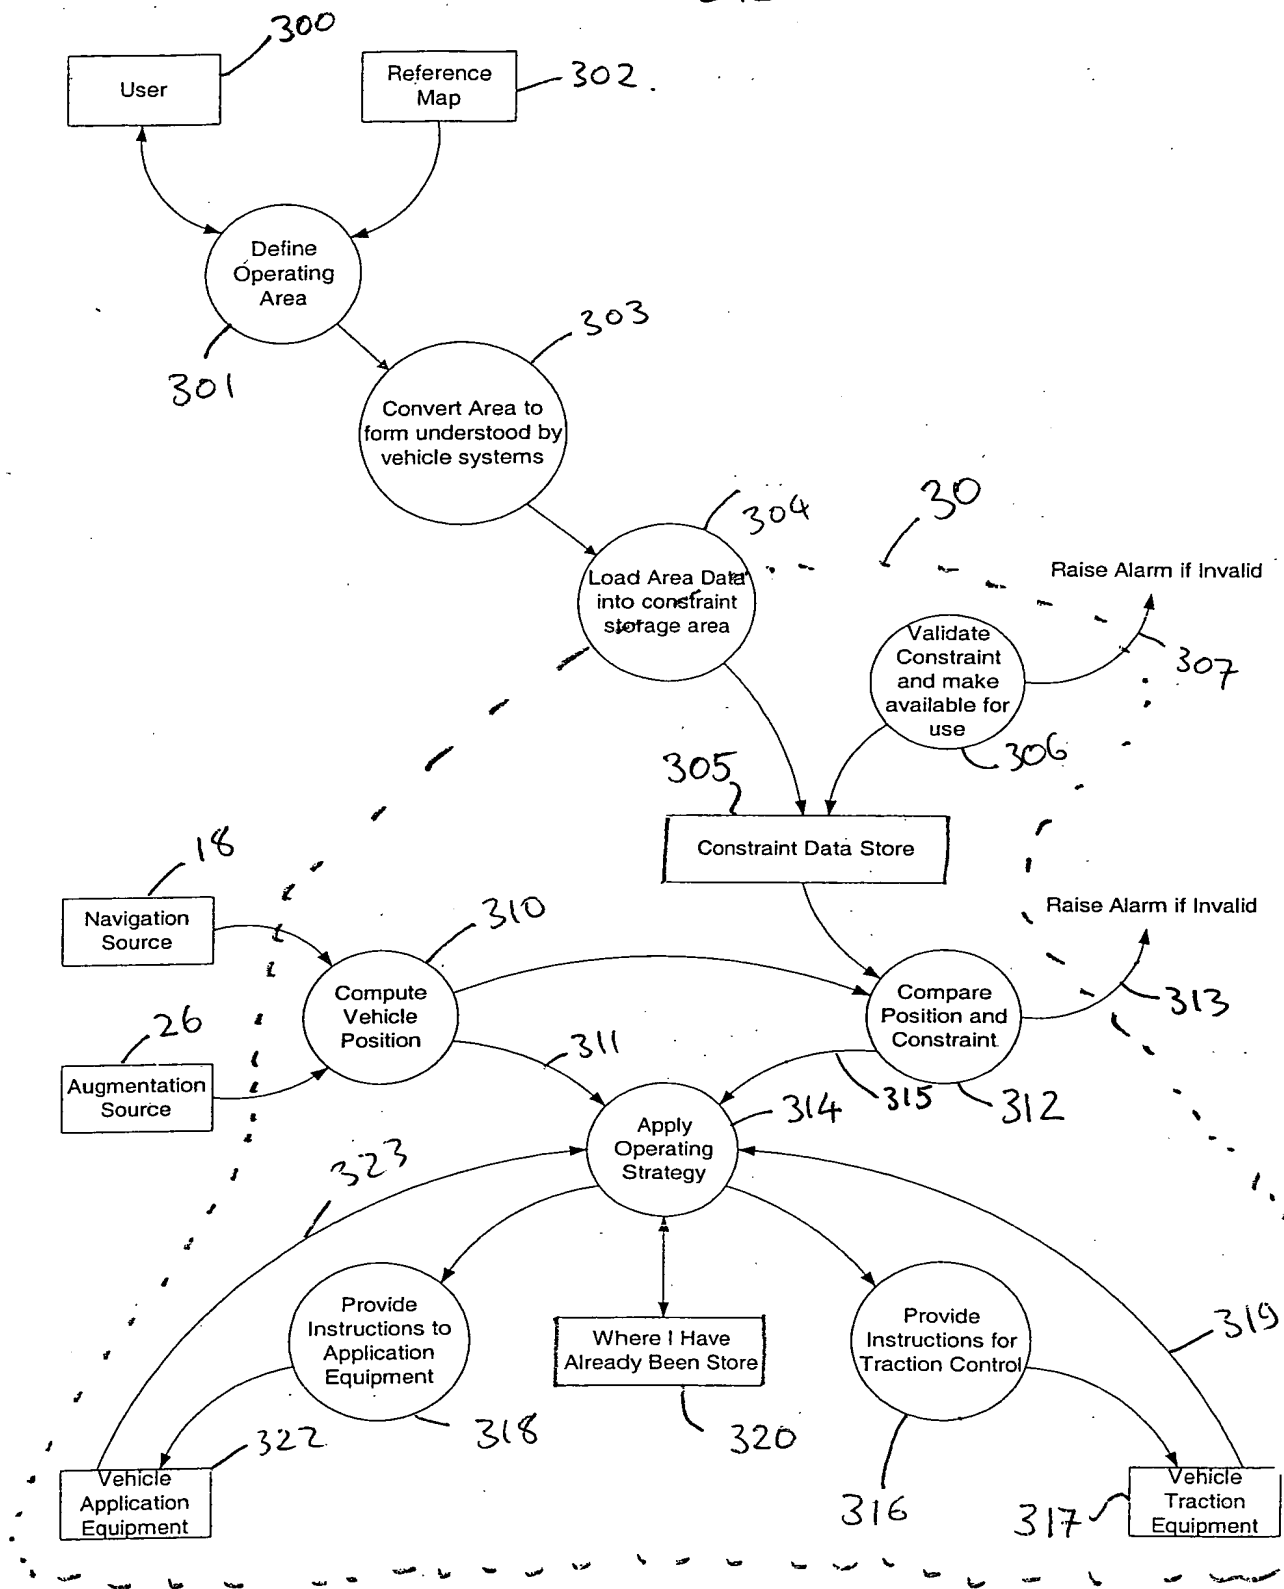 300
User
Reference
Map
302.
Define
Operating
Area
301
303
Convert Area to
form understood by
vehicle systems
304
30
Load Area Data
into constraint
storage area
Raise Alarm if Invalid
Validate
Constraint
and make
available for
use
307
306
305
Constraint Data Store
18
Navigation
Source
310
Raise Alarm if Invalid
Compute
Vehicle
Position
Compare
Position and
Constraint
313
26
Augmentation
Source
311
315
312
314
Apply
Operating
Strategy
323
Provide
Instructions to
Application
Equipment
Where I Have
Already Been Store
Provide
Instructions for
Traction Control
319
318
320
322
316
Vehicle
Application
Equipment
317
Vehicle
Traction
Equipment